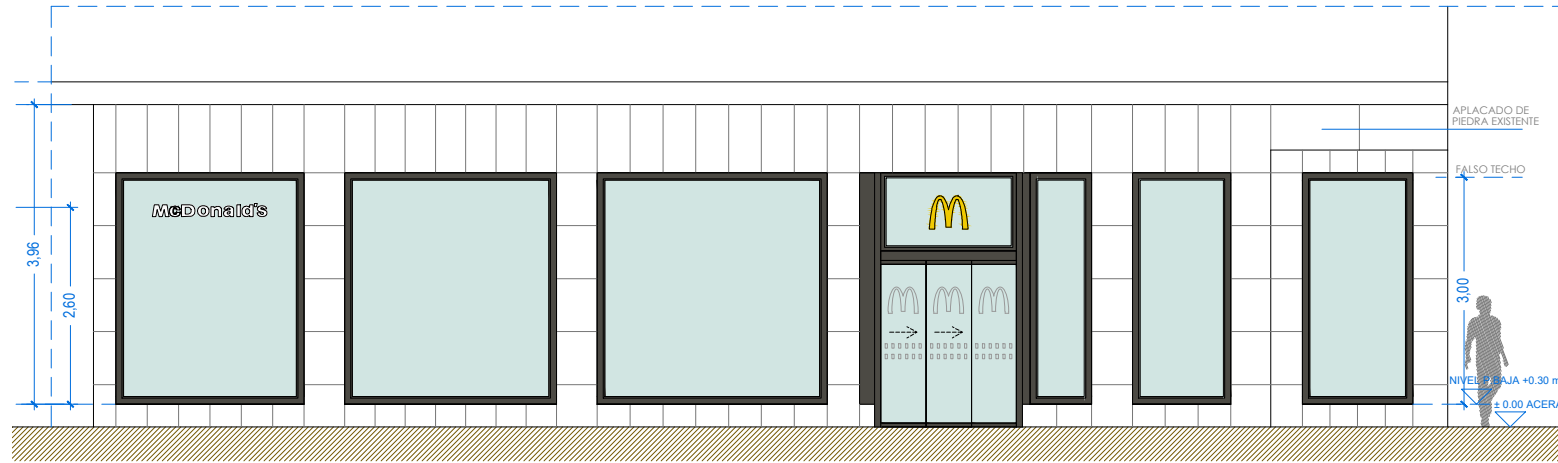 APLACADO DE
PIEDRA EXISTENTE
FALSO TECHO
McDonald's
3,96
2,60
3,00
NIVEL P.BAJA +0.30 m
± 0.00 ACERA